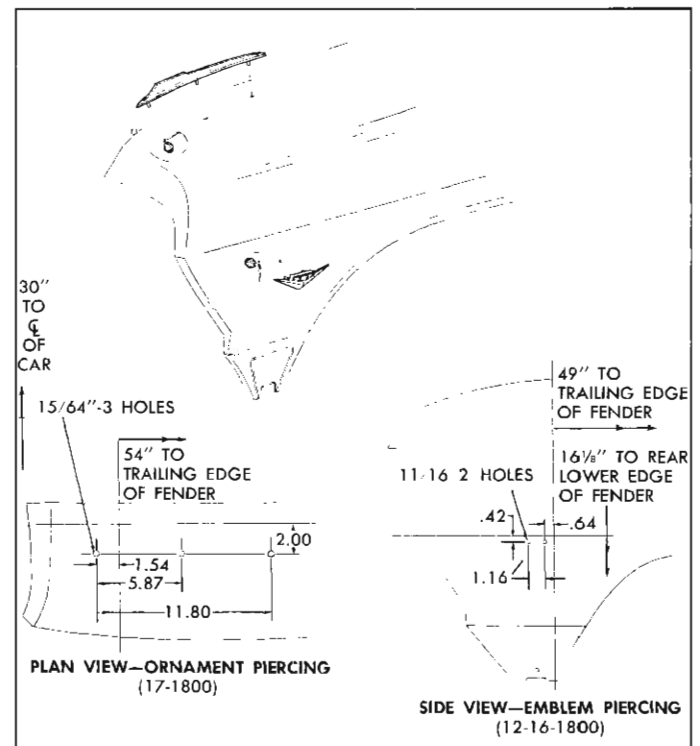 30"
TO
℄
OF
CAR
15/64"-3 HOLES
54" TO
TRAILING EDGE
OF FENDER
2.00
1.54
5.87
11.80
PLAN VIEW—ORNAMENT PIERCING
(17-1800)
49" TO
TRAILING EDGE
OF FENDER
11/16 2 HOLES
16⅛" TO REAR
LOWER EDGE
OF FENDER
.42
.64
1.16
SIDE VIEW—EMBLEM PIERCING
(12-16-1800)